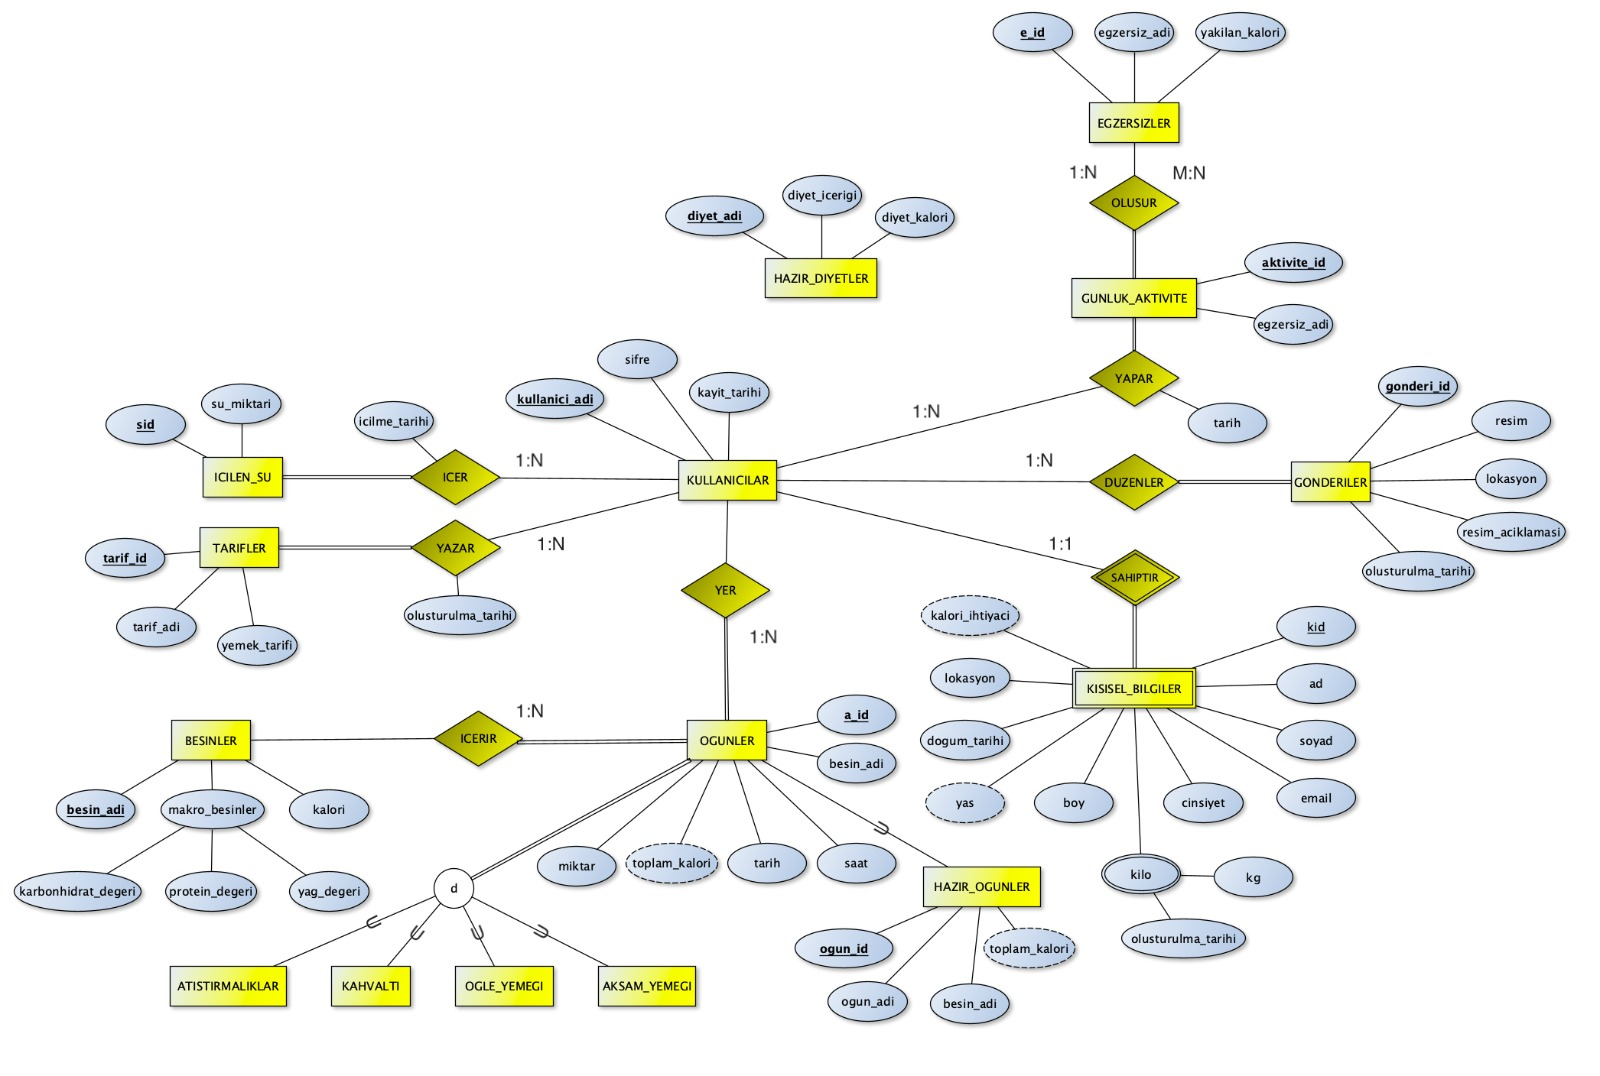 e_id
egzersiz_adi
yakilan_kalori
EGZERSIZLER
1:N
M:N
OLUSUR
diyet_adi
diyet_icerigi
diyet_kalori
HAZIR_DIYETLER
aktivite_id
GUNLUK_AKTIVITE
egzersiz_adi
YAPAR
tarih
1:N
sifre
kullanici_adi
kayit_tarihi
KULLANICILAR
sid
su_miktari
icilme_tarihi
ICILEN_SU
ICER
1:N
1:N
DUZENLER
GONDERILER
gonderi_id
resim
lokasyon
resim_aciklamasi
olusturulma_tarihi
TARIFLER
tarif_id
tarif_adi
yemek_tarifi
YAZAR
1:N
olusturulma_tarihi
YER
1:N
1:1
SAHIPTIR
kalori_ihtiyaci
kid
lokasyon
KISISEL_BILGILER
ad
dogum_tarihi
soyad
yas
boy
cinsiyet
email
kilo
kg
olusturulma_tarihi
BESINLER
ICERIR
1:N
OGUNLER
a_id
besin_adi
besin_adi
makro_besinler
kalori
karbonhidrat_degeri
protein_degeri
yag_degeri
miktar
toplam_kalori
tarih
saat
d
HAZIR_OGUNLER
ogun_id
toplam_kalori
ogun_adi
besin_adi
ATISTIRMALIKLAR
KAHVALTI
OGLE_YEMEGI
AKSAM_YEMEGI